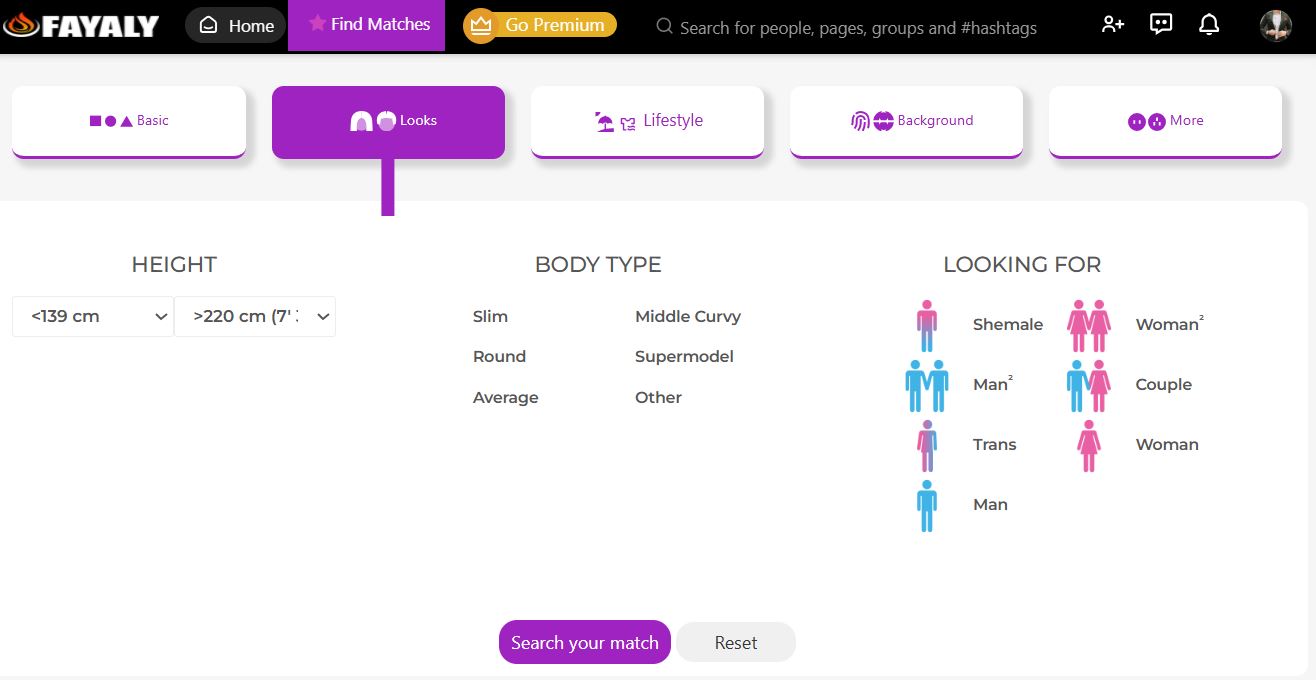 FAYALY Home Find Matches Go Premium Search for people, pages, groups and #hashtags
Basic Looks Lifestyle Background More
HEIGHT BODY TYPE LOOKING FOR
<139 cm >220 cm (7'
Slim Middle Curvy
Round Supermodel
Average Other
Shemale Woman²
Man² Couple
Trans Woman
Man
Search your match Reset